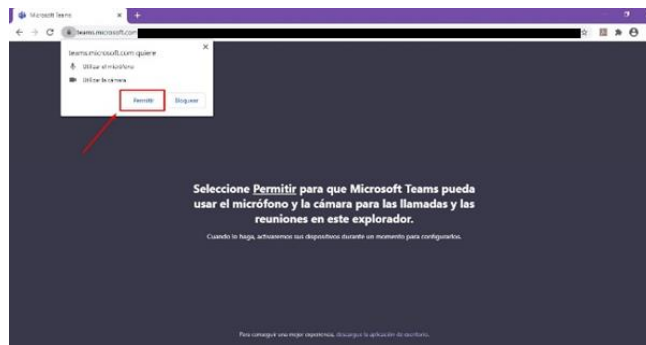 Microsoft Teams
teams.microsoft.com
teams.microsoft.com quiere
Utilizar el micrófono
Utilizar la cámara
Permitir
Bloquear
Seleccione Permitir para que Microsoft Teams pueda
usar el micrófono y la cámara para las llamadas y las
reuniones en este explorador.
Cuando lo haga, activaremos sus dispositivos durante un momento para configurarlos.
Para conseguir una mejor experiencia, descargue la aplicación de escritorio.